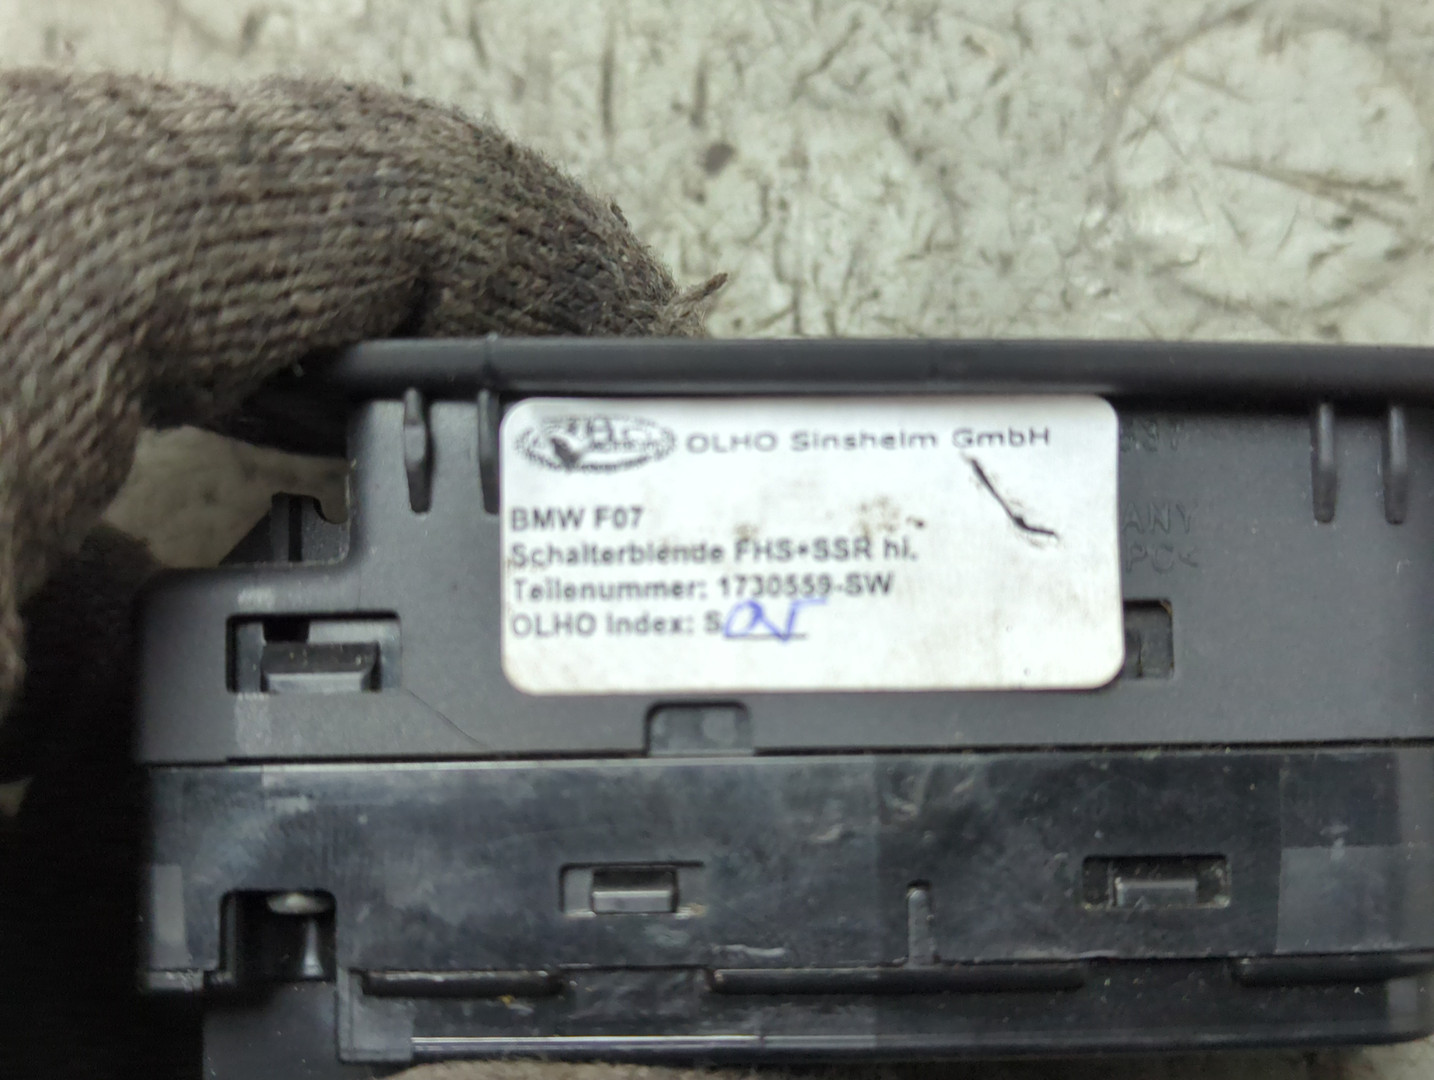 OLHO Sinsheim GmbH
BMW F07
Schalterblende FHS+SSR hi.
Teilenummer: 1730559-SW
OLHO Index: S